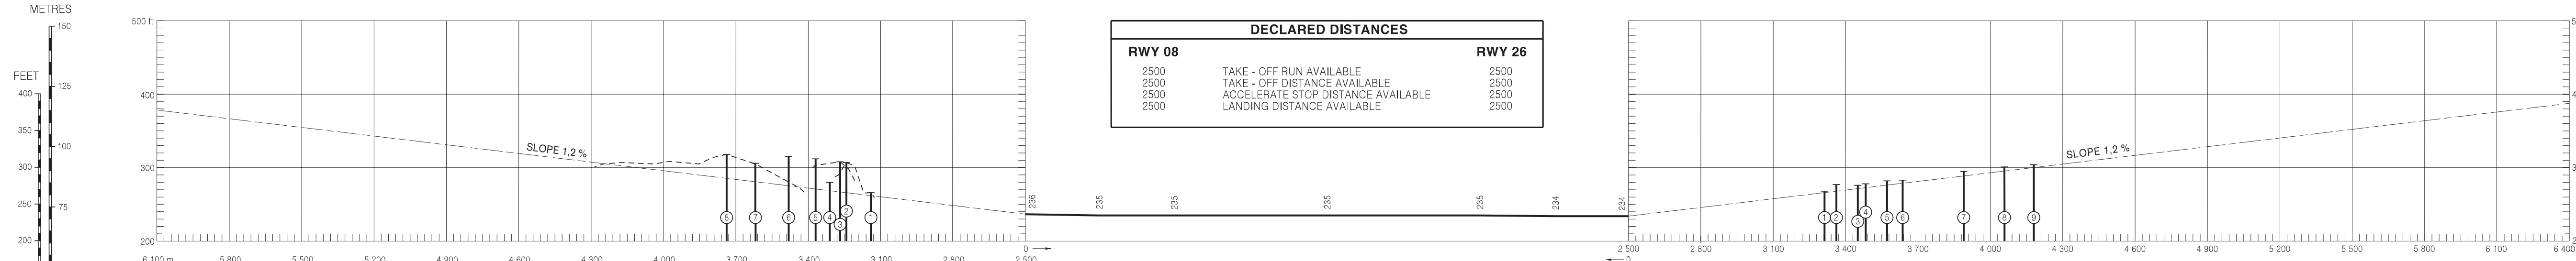 METRES
150
125
100
75
FEET
400
350
300
250
200
500 ft
400
300
200
SLOPE 1,2 %
8 7 6 5 4 3 2 1
6 100 m 5 800 5 500 5 200 4 900 4 600 4 300 4 000 3 700 3 400 3 100 2 800 2 500
0
236 235 235 235 235 234 234
DECLARED DISTANCES
RWY 08 RWY 26
2500 TAKE - OFF RUN AVAILABLE 2500
2500 TAKE - OFF DISTANCE AVAILABLE 2500
2500 ACCELERATE STOP DISTANCE AVAILABLE 2500
2500 LANDING DISTANCE AVAILABLE 2500
SLOPE 1,2 %
1 2 3 4 5 6 7 8 9
2 500 2 800 3 100 3 400 3 700 4 000 4 300 4 600 4 900 5 200 5 500 5 800 6 100 6 400
0